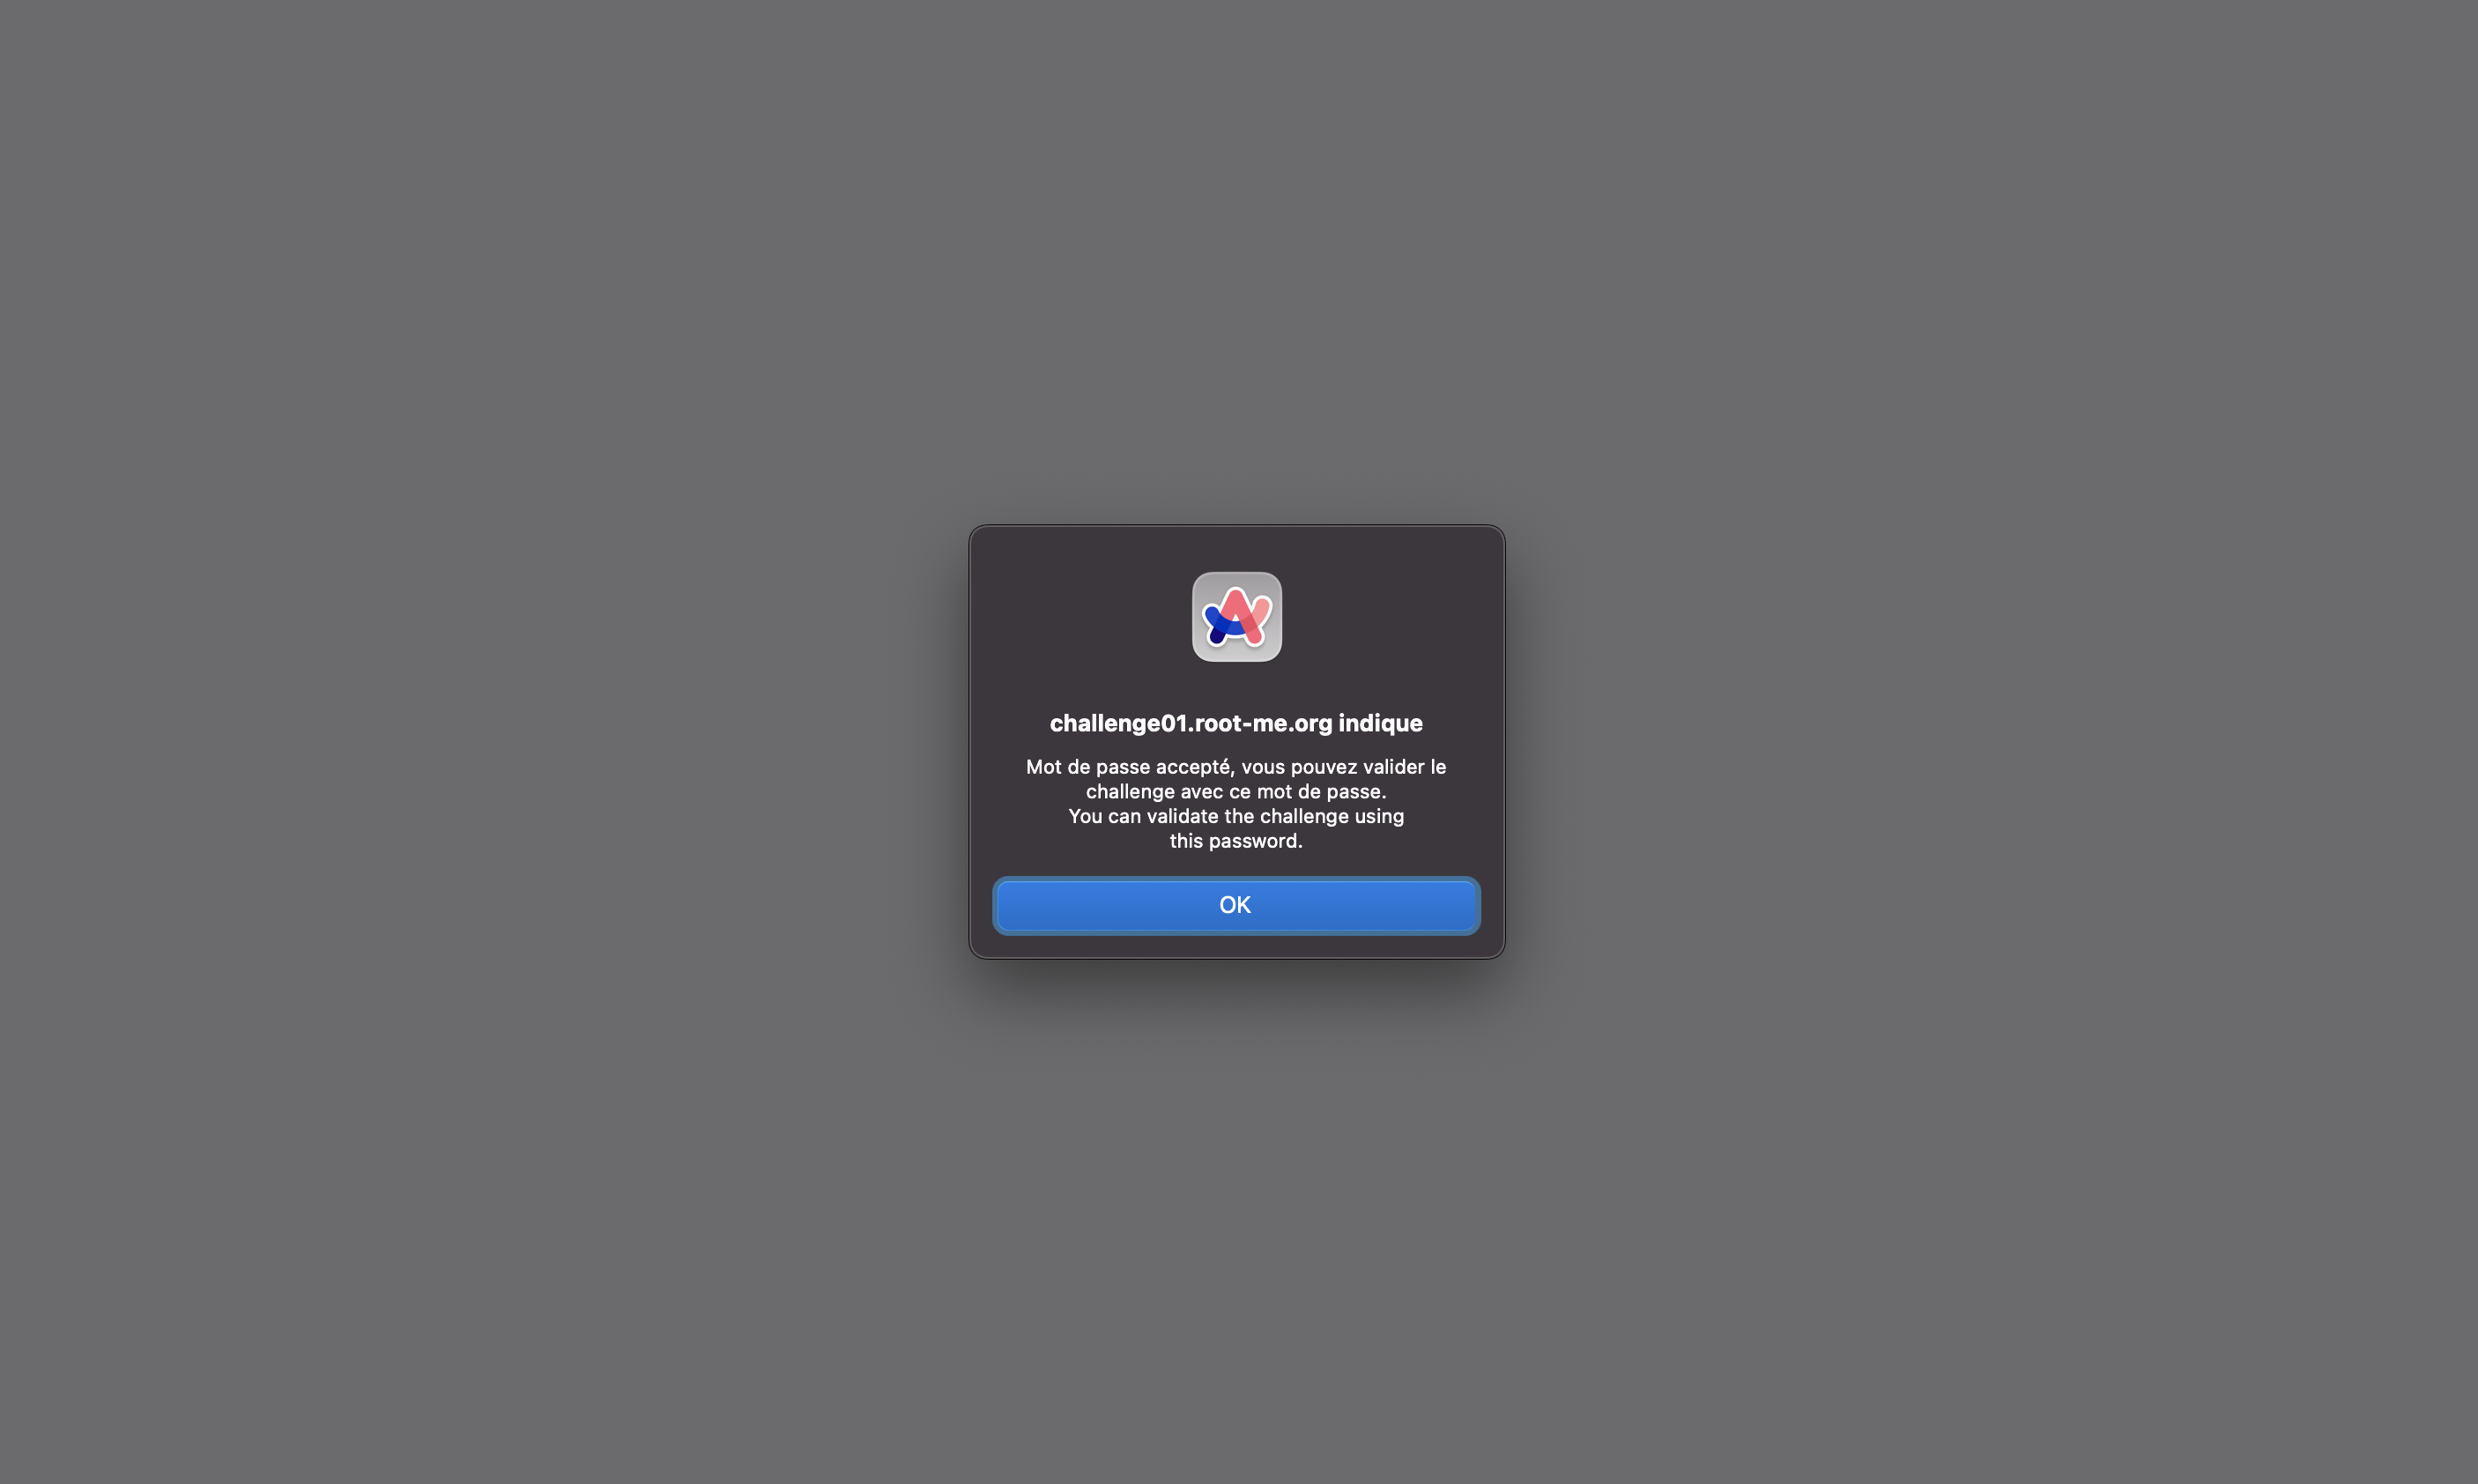 challenge01.root-me.org indique
Mot de passe accepté, vous pouvez valider le
challenge avec ce mot de passe.
You can validate the challenge using
this password.
OK